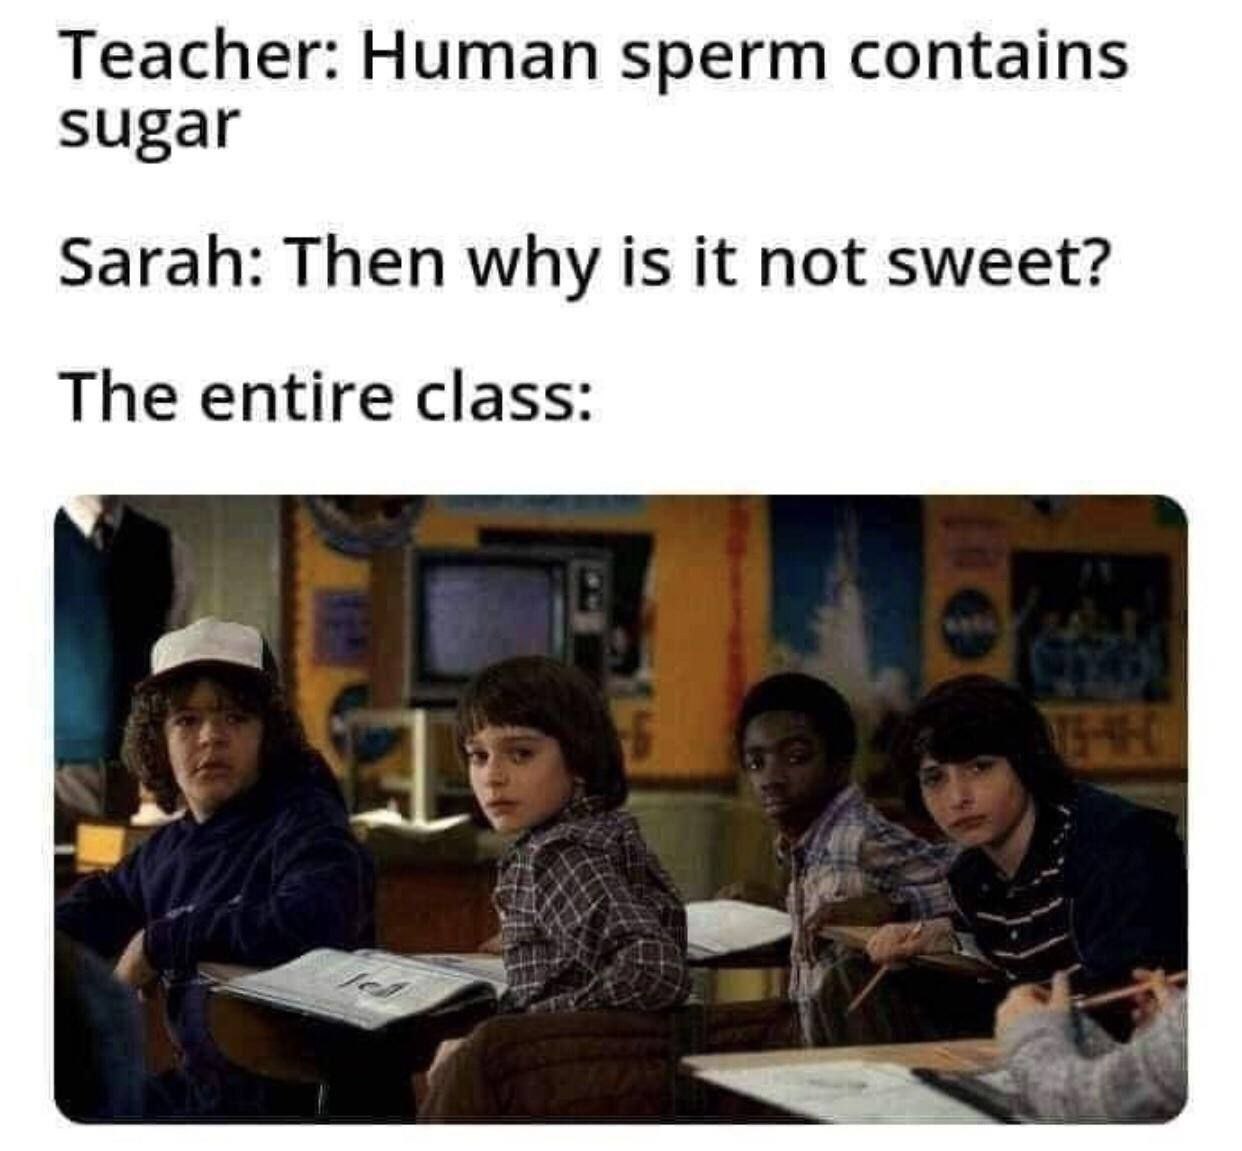 Teacher: Human sperm contains
sugar
Sarah: Then why is it not sweet?
The entire class: